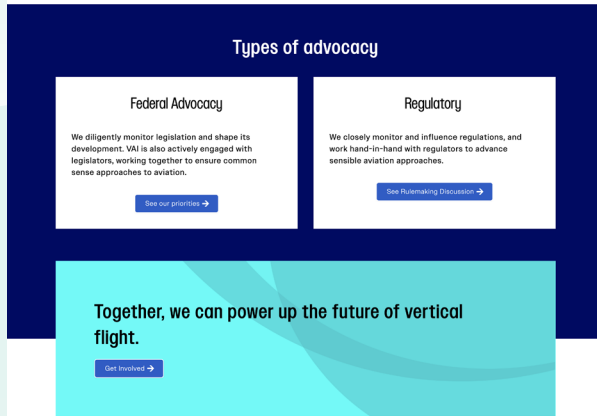 Types of advocacy
Federal Advocacy
We diligently monitor legislation and shape its
development. VAI is also actively engaged with
legislators, working together to ensure common
sense approaches to aviation.
See our priorities →
Regulatory
We closely monitor and influence regulations, and
work hand-in-hand with regulators to advance
sensible aviation approaches.
See Rulemaking Discussion →
Together, we can power up the future of vertical
flight.
Get Involved →